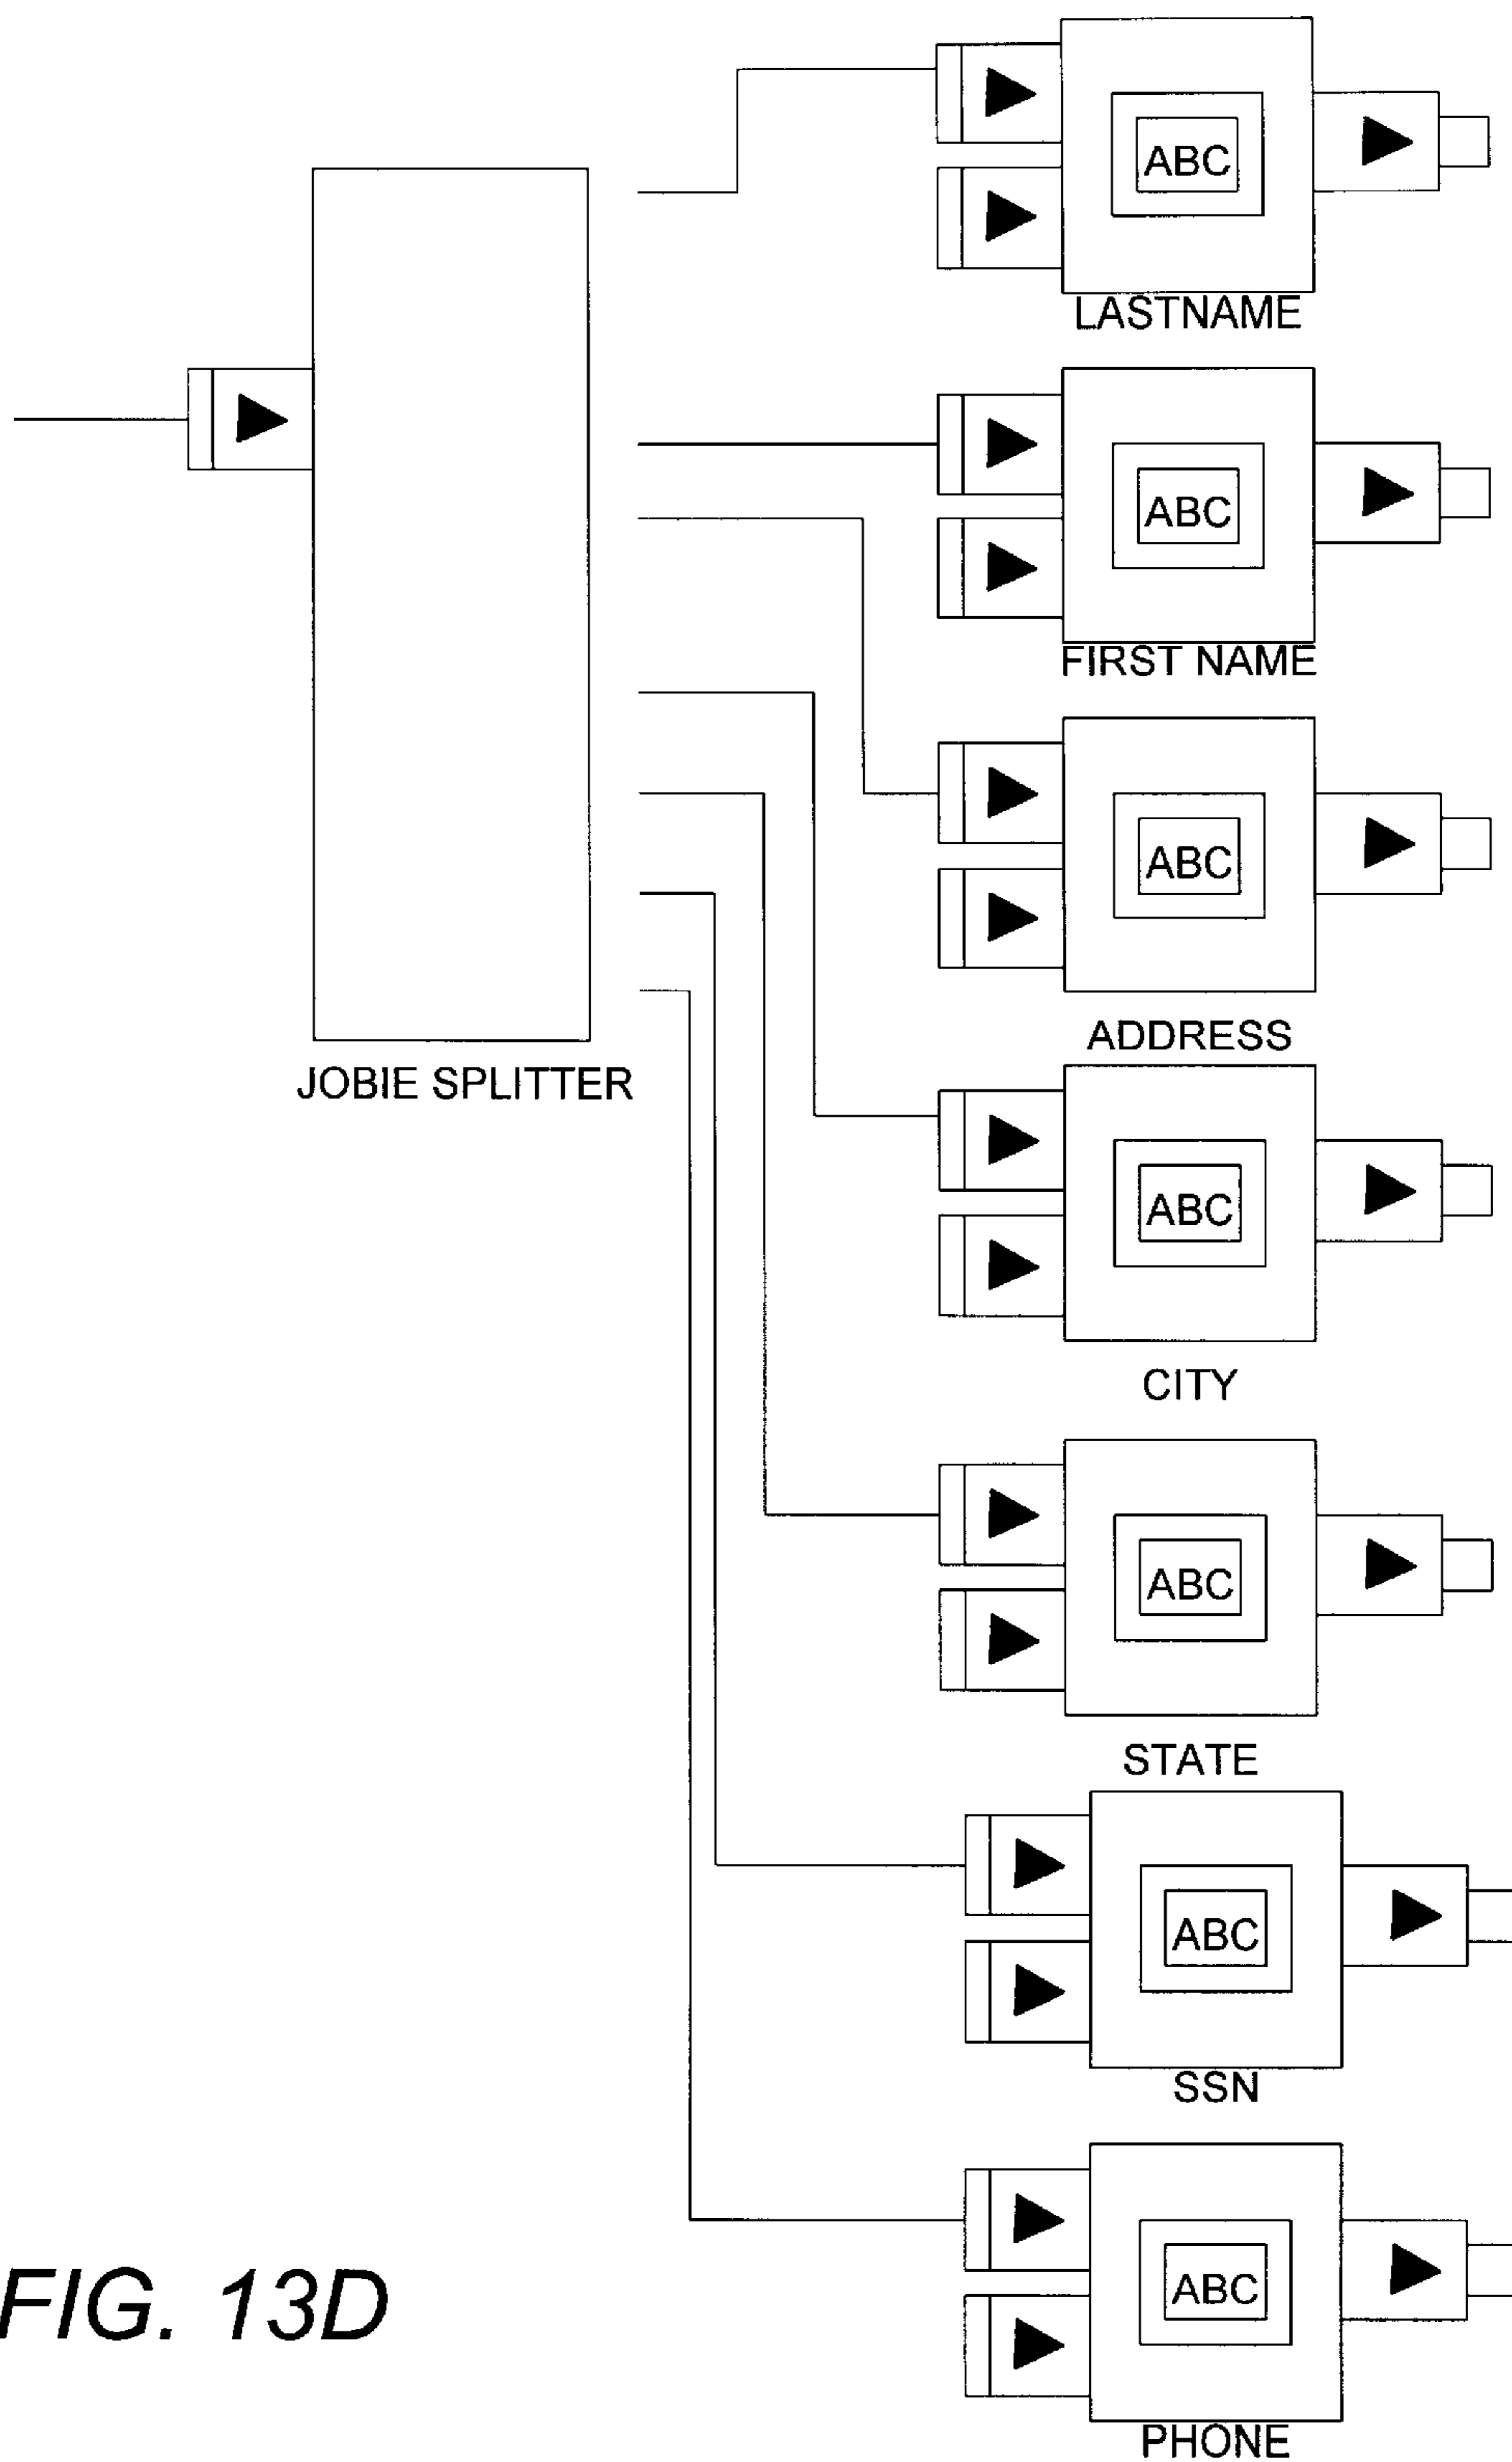 ABC
LASTNAME
ABC
FIRST NAME
ABC
ADDRESS
JOBIE SPLITTER
ABC
CITY
ABC
STATE
ABC
SSN
ABC
PHONE
FIG. 13D